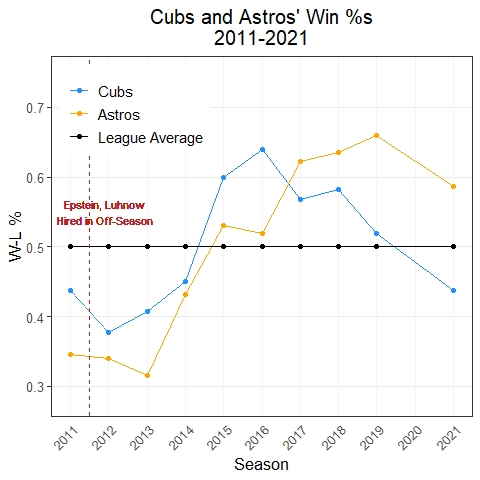 Cubs and Astros' Win %s
2011-2021
Cubs
Astros
League Average
Epstein, Luhnow
Hired in Off-Season
W-L %
0.7
0.6
0.5
0.4
0.3
2011
2012
2013
2014
2015
2016
2017
2018
2019
2020
2021
Season